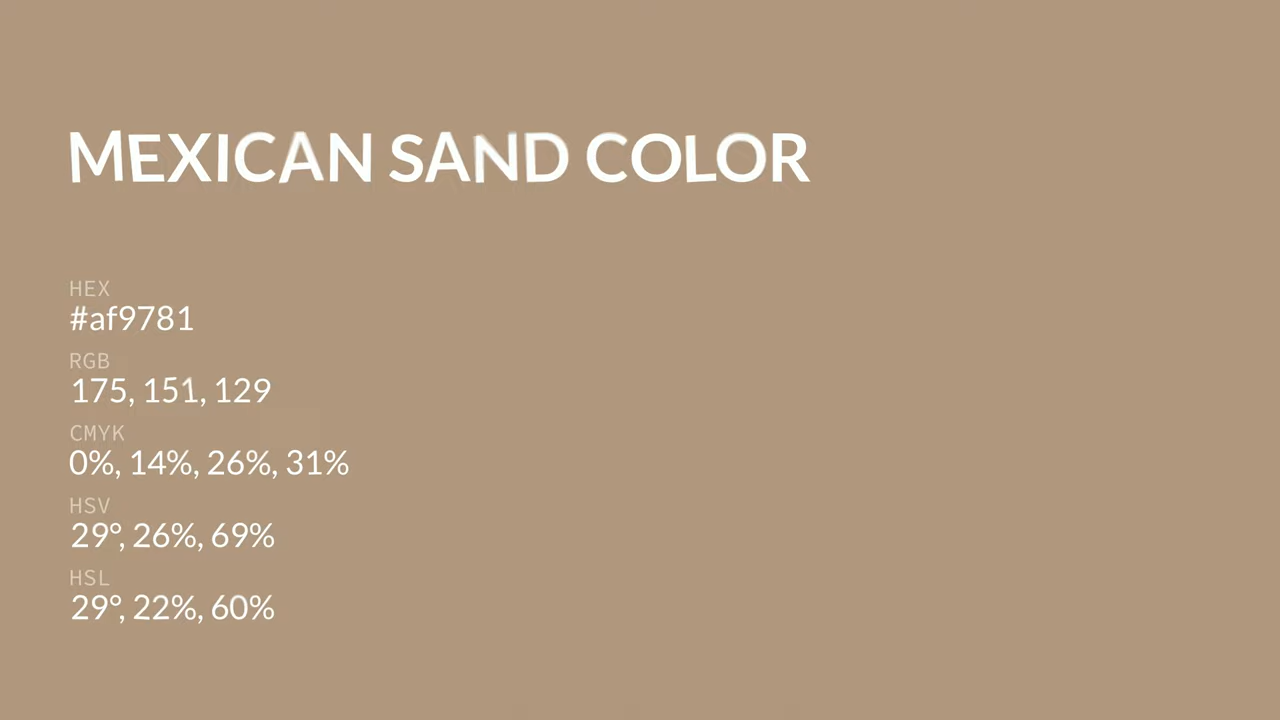 MEXICAN SAND COLOR
HEX
#af9781
RGB
175, 151, 129
CMYK
0%, 14%, 26%, 31%
HSV
29°, 26%, 69%
HSL
29°, 22%, 60%